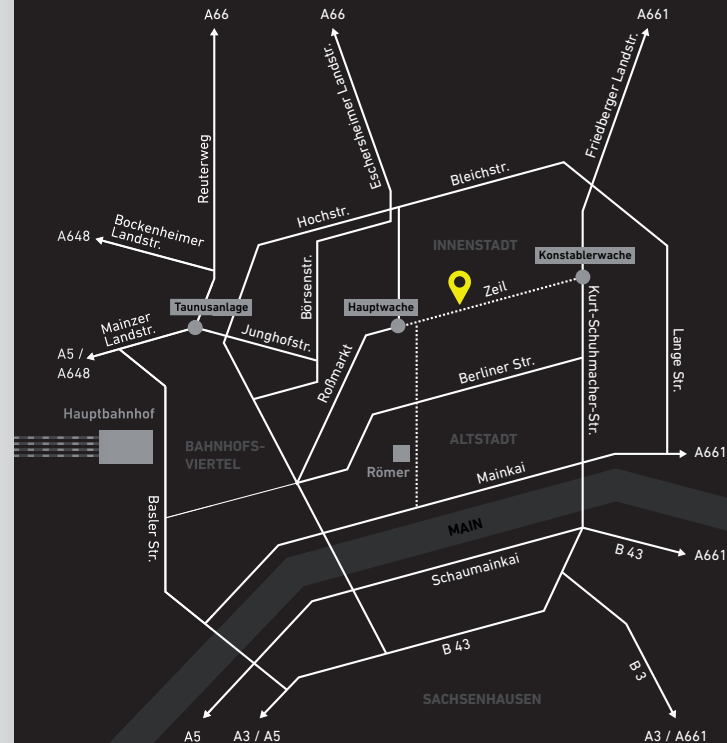 A66
A66
A661
Reuterweg
Eschersheimer Landstr.
Friedberger Landstr.
Bleichstr.
Hochstr.
Bockenheimer
Landstr.
A648
INNENSTADT
Konstablerwache
Börsenstr.
Zeil
Taunusanlage
Hauptwache
Mainzer
Landstr.
Junghofstr.
Kurt-Schuhmacher-Str.
A5 /
A648
Roßmarkt
Berliner Str.
Lange Str.
Hauptbahnhof
BAHNHOFS-
VIERTEL
ALTSTADT
Römer
Mainkai
A661
Basler Str.
MAIN
Schaumainkai
B 43
A661
B 43
B 3
SACHSENHAUSEN
A5
A3 / A5
A3 / A661